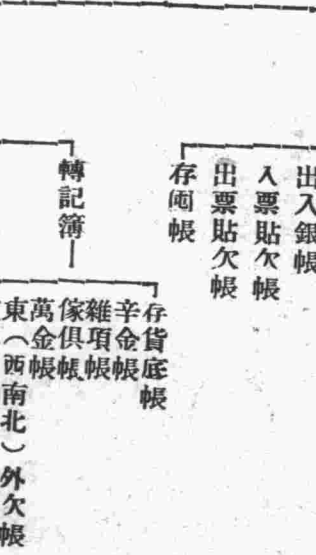 出入銀帳
入票貼欠帳
出票貼欠帳
存䦕帳
轉記簿
存貨底帳
辛金帳
雜項帳
傢俱帳
萬金帳
東（西南北）外欠帳